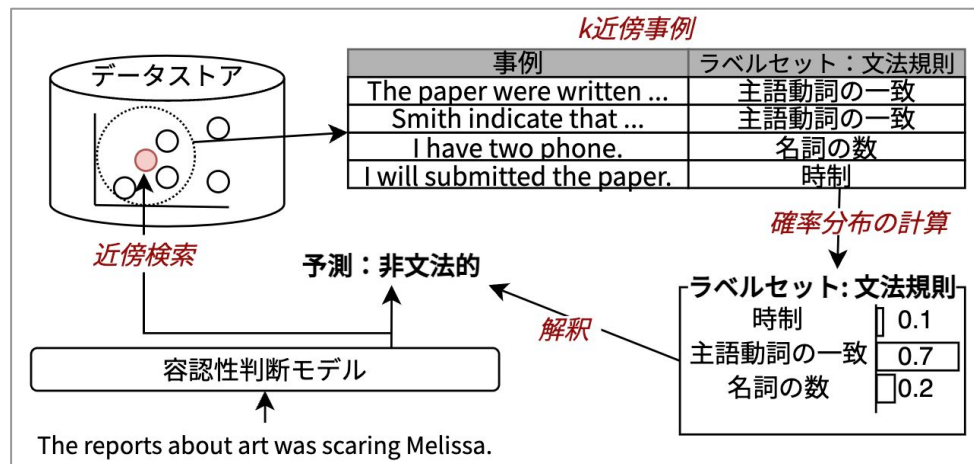 k近傍事例
データストア
事例 ラベルセット：文法規則
The paper were written ... 主語動詞の一致
Smith indicate that ... 主語動詞の一致
I have two phone. 名詞の数
I will submitted the paper. 時制
確率分布の計算
近傍検索
予測：非文法的
ラベルセット: 文法規則
時制 0.1
主語動詞の一致 0.7
名詞の数 0.2
解釈
容認性判断モデル
The reports about art was scaring Melissa.